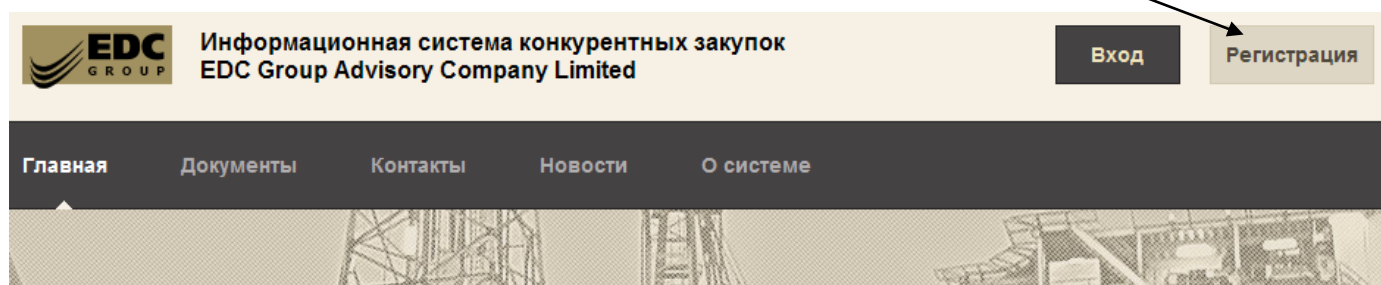 EDC
GROUP
Информационная система конкурентных закупок
EDC Group Advisory Company Limited
Вход
Регистрация
Главная Документы Контакты Новости О системе